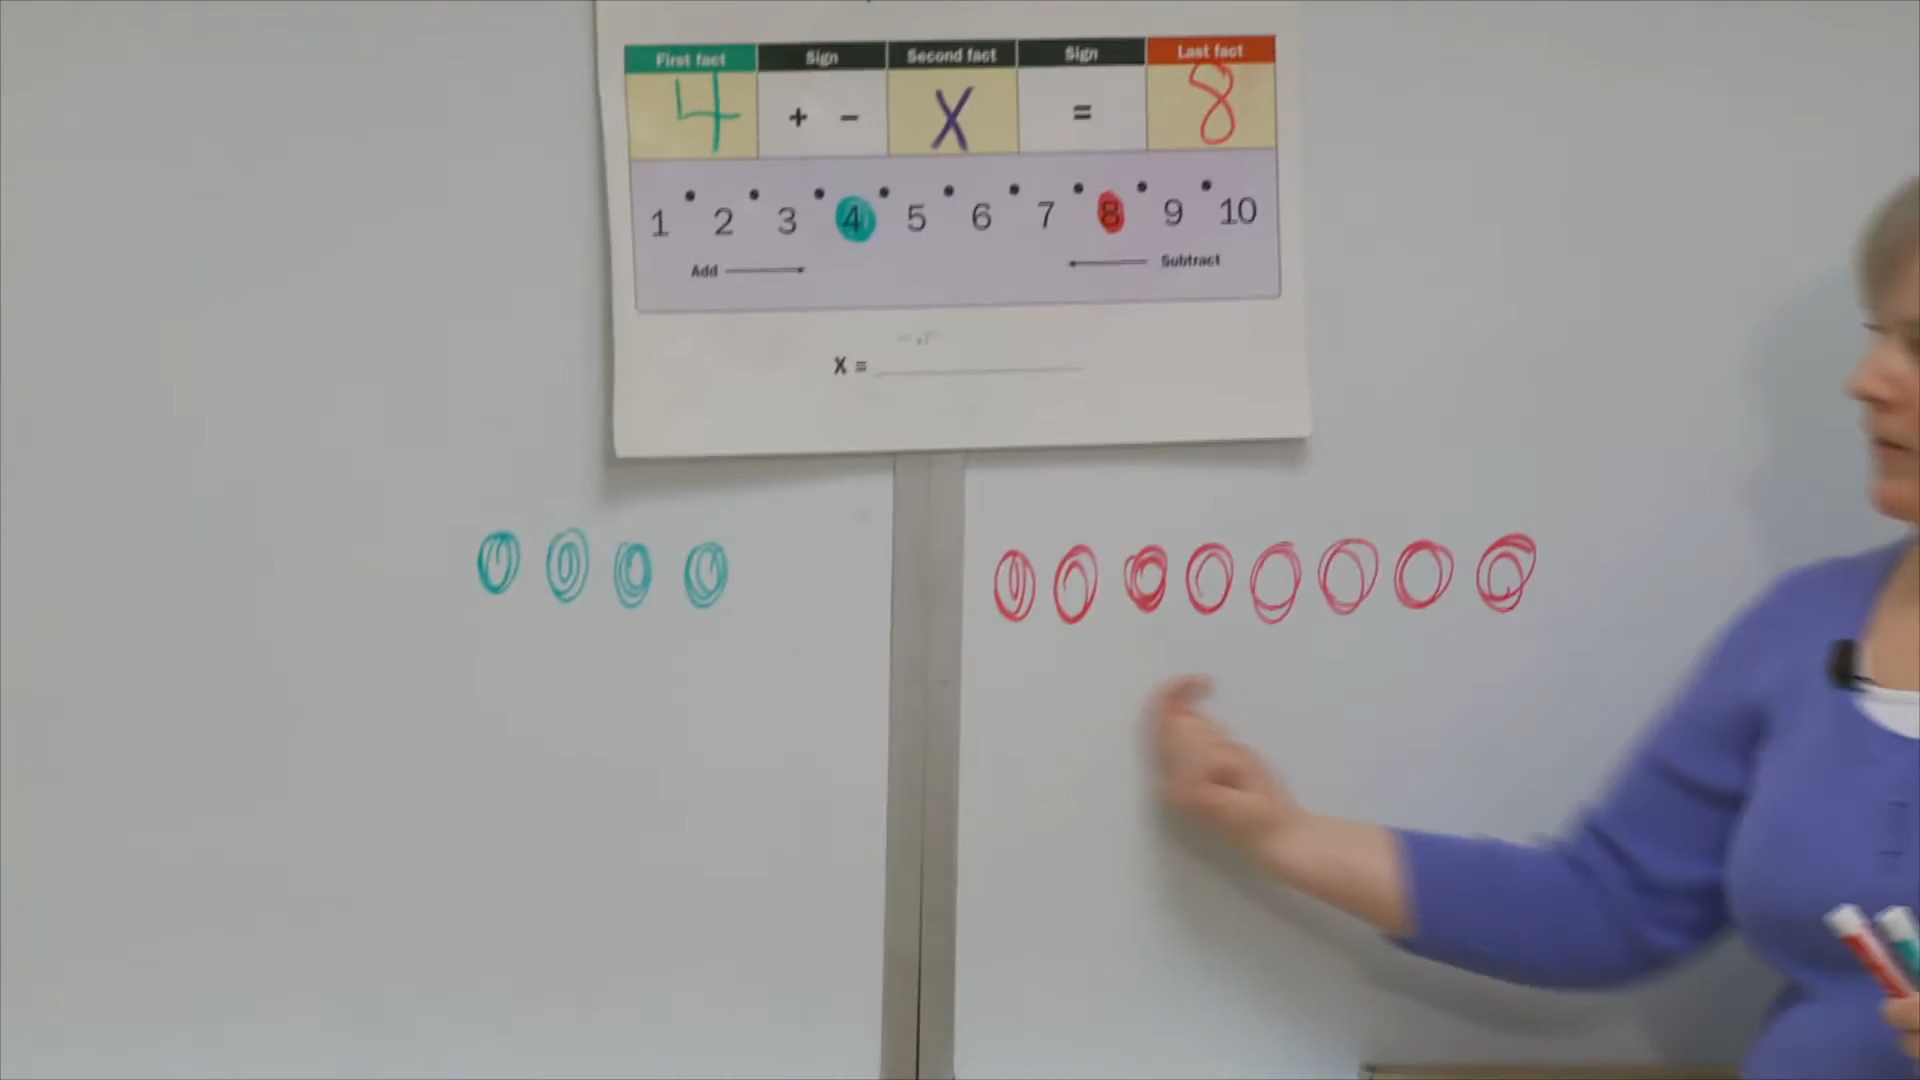 First fact Sign Second fact Sign Last fact
4 + - X = 8
1 2 3 4 5 6 7 8 9 10
Add Subtract
X =